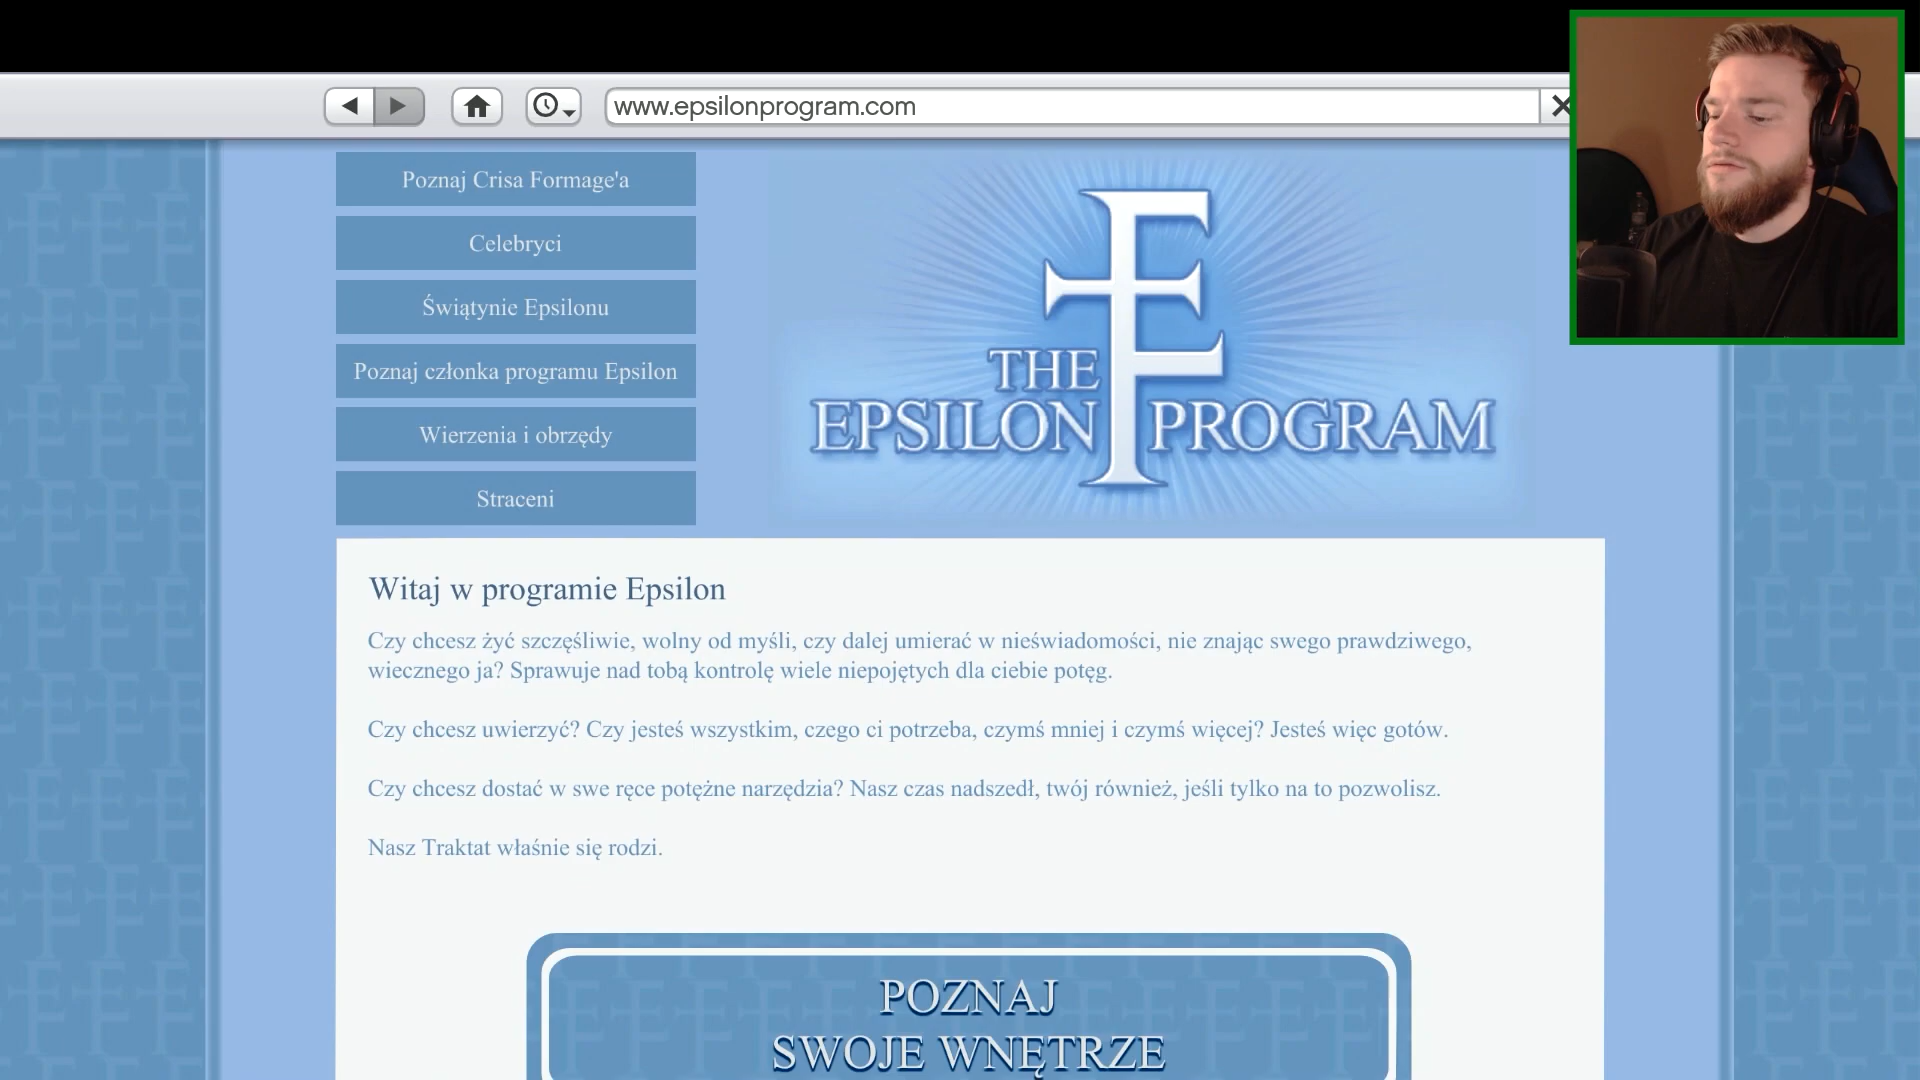 www.epsilonprogram.com
Poznaj Crisa Formage'a
Celebryci
Świątynie Epsilonu
Poznaj członka programu Epsilon
Wierzenia i obrzędy
Straceni
THE
EPSILON PROGRAM
Witaj w programie Epsilon
Czy chcesz żyć szczęśliwie, wolny od myśli, czy dalej umierać w nieświadomości, nie znając swego prawdziwego,
wiecznego ja? Sprawuje nad tobą kontrolę wiele niepojętych dla ciebie potęg.
Czy chcesz uwierzyć? Czy jesteś wszystkim, czego ci potrzeba, czymś mniej i czymś więcej? Jesteś więc gotów.
Czy chcesz dostać w swe ręce potężne narzędzia? Nasz czas nadszedł, twój również, jeśli tylko na to pozwolisz.
Nasz Traktat właśnie się rodzi.
POZNAJ
SWOJE WNĘTRZE